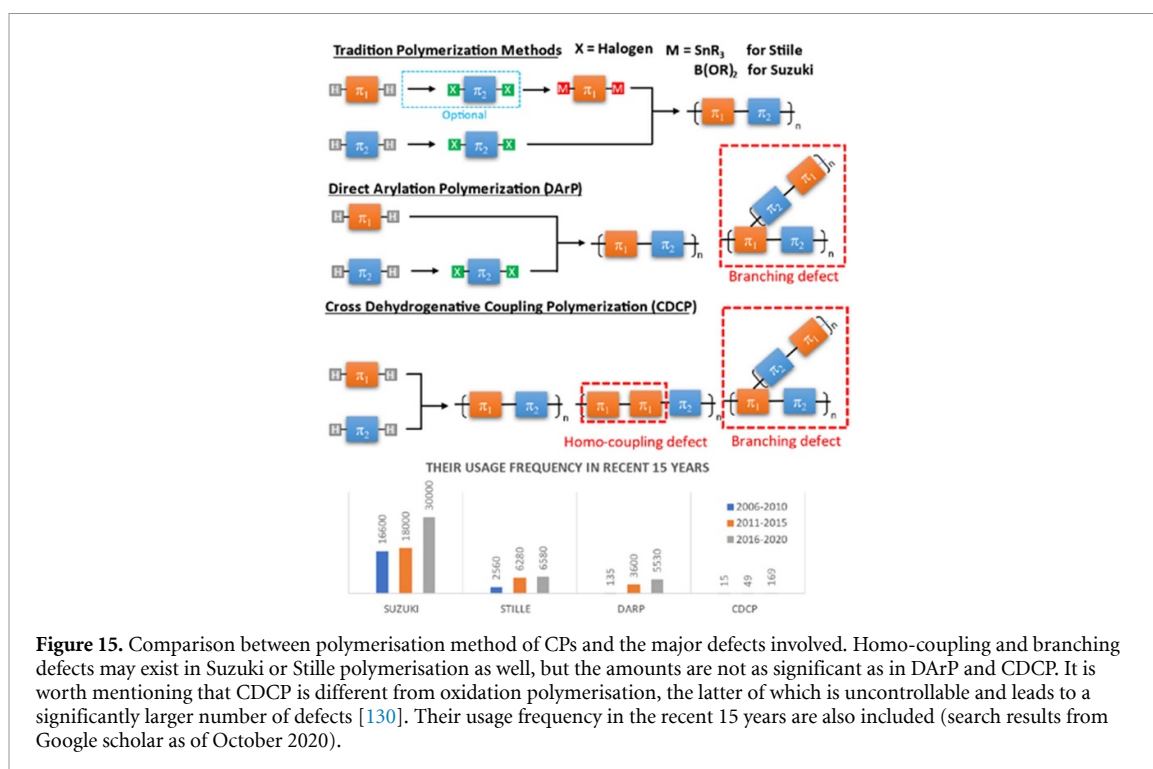 Tradition Polymerization Methods X = Halogen M = SnR₃ for Stiile
B(OR)₂ for Suzuki
H π₁ H X π₂ X M π₁ M
Optional
π₁ π₂ n
H π₂ H X π₂ X
Direct Arylation Polymerization (DArP)
π₁ n
H π₁ H
π₂
π₁ π₂ n π₁ π₂ n
H π₂ H X π₂ X
Branching defect
Cross Dehydrogenative Coupling Polymerization (CDCP)
π₁ n
H π₁ H
π₂
π₁ π₂ n π₁ π₁ π₂ n π₁ π₂ n
H π₂ H
Homo-coupling defect Branching defect
THEIR USAGE FREQUENCY IN RECENT 15 YEARS
16600 18000 30000 2560 6280 6580 135 3600 5530 15 49 169
2006-2010
2011-2015
2016-2020
SUZUKI STILLE DARP CDCP
Figure 15. Comparison between polymerisation method of CPs and the major defects involved. Homo-coupling and branching
defects may exist in Suzuki or Stille polymerisation as well, but the amounts are not as significant as in DArP and CDCP. It is
worth mentioning that CDCP is different from oxidation polymerisation, the latter of which is uncontrollable and leads to a
significantly larger number of defects [130]. Their usage frequency in the recent 15 years are also included (search results from
Google scholar as of October 2020).